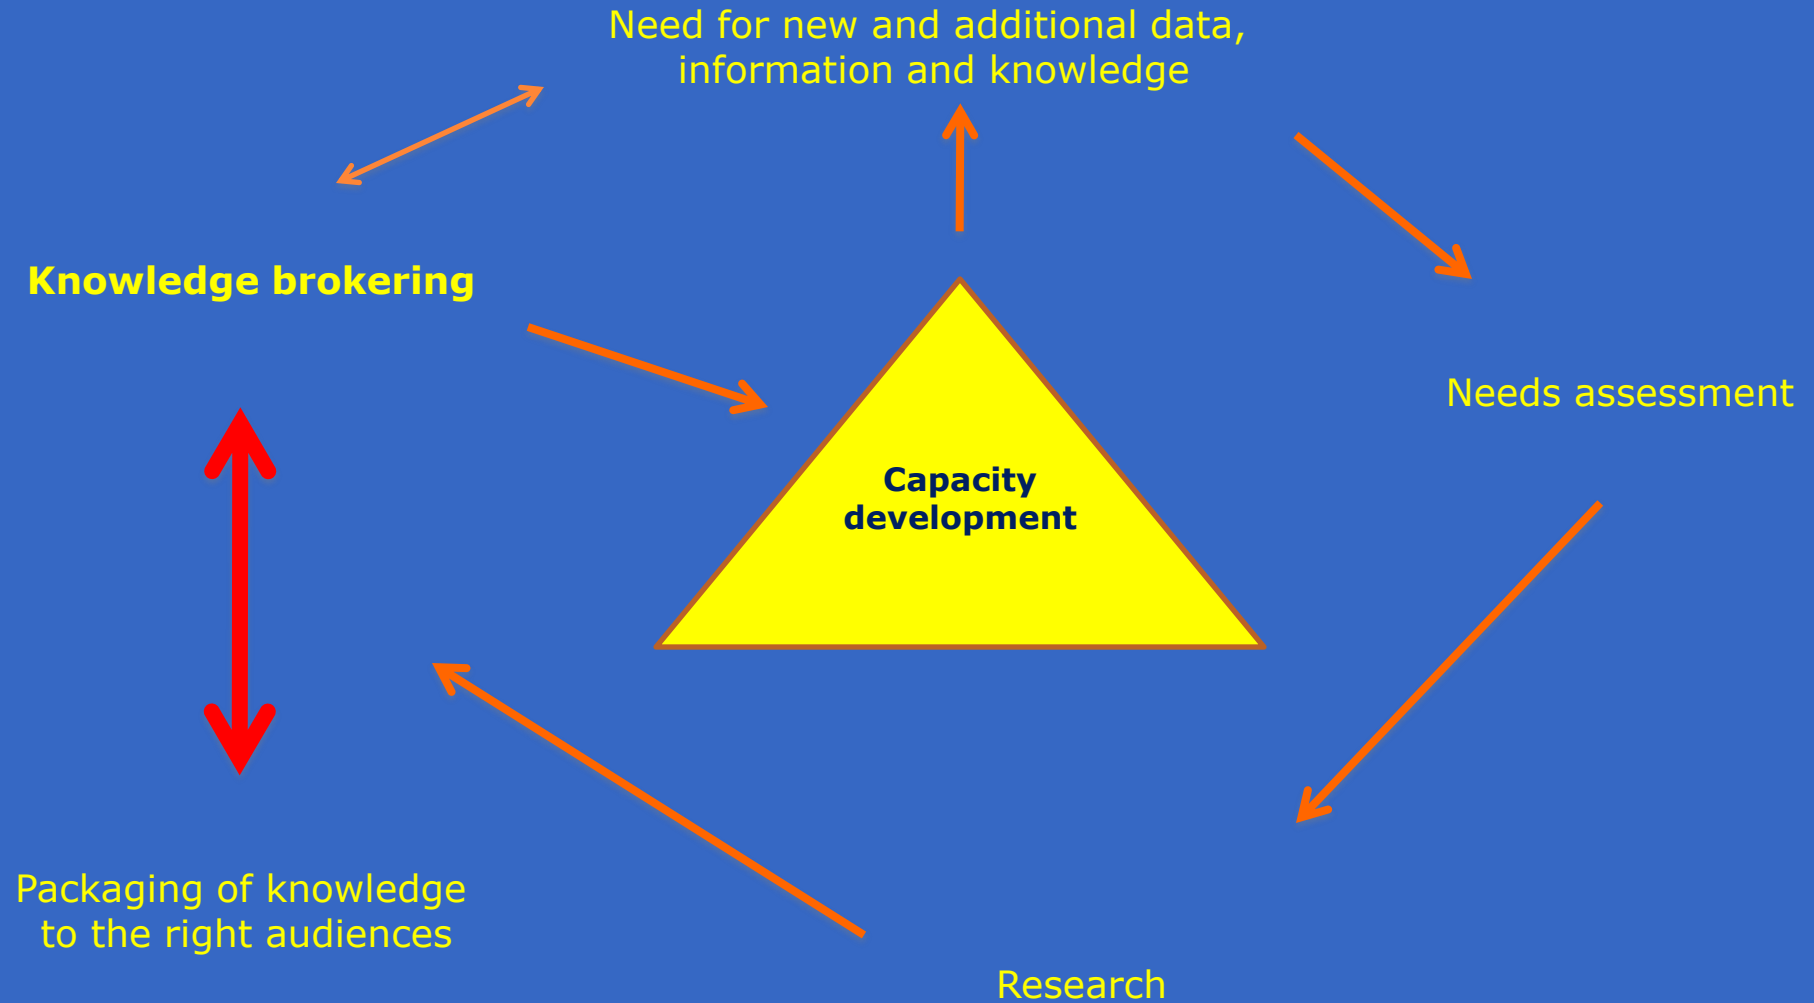 Need for new and additional data,
information and knowledge
Knowledge brokering
Needs assessment
Capacity
development
Packaging of knowledge
to the right audiences
Research